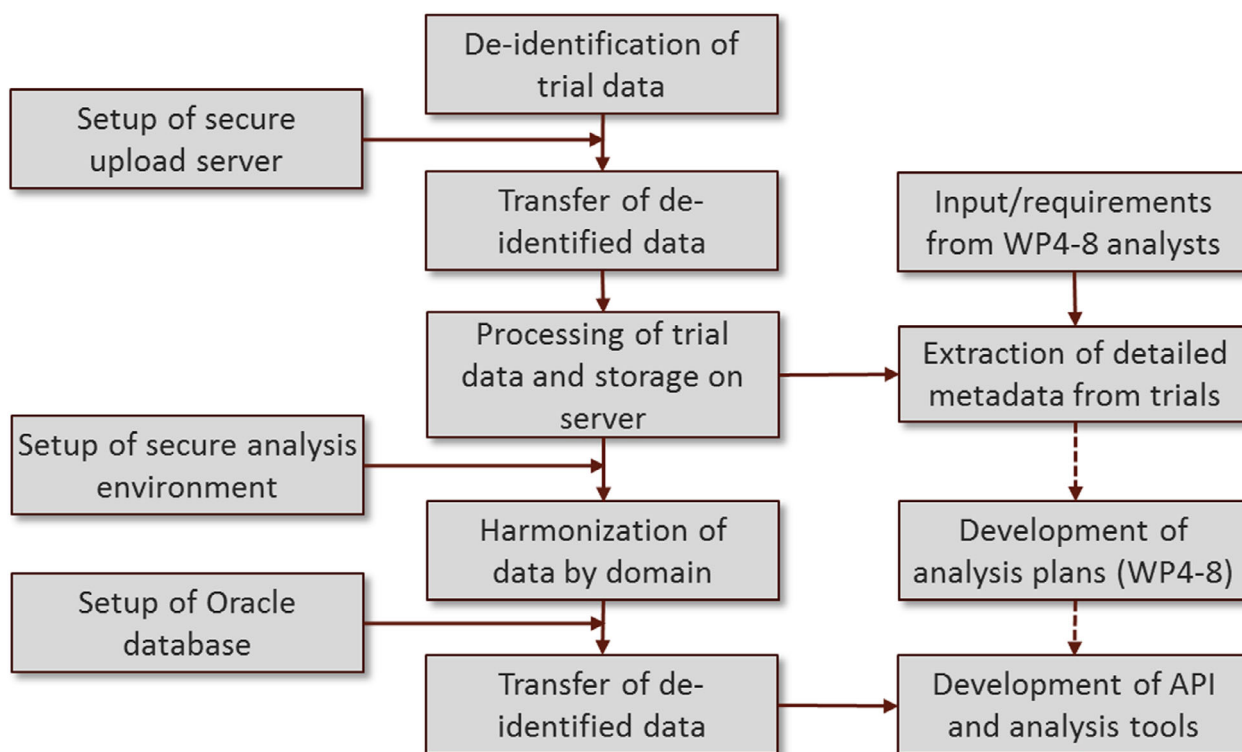 De-identification of
trial data
Setup of secure
upload server
Transfer of de-
identified data
Input/requirements
from WP4-8 analysts
Processing of trial
data and storage on
server
Extraction of detailed
metadata from trials
Setup of secure analysis
environment
Harmonization of
data by domain
Development of
analysis plans (WP4-8)
Setup of Oracle
database
Transfer of de-
identified data
Development of API
and analysis tools